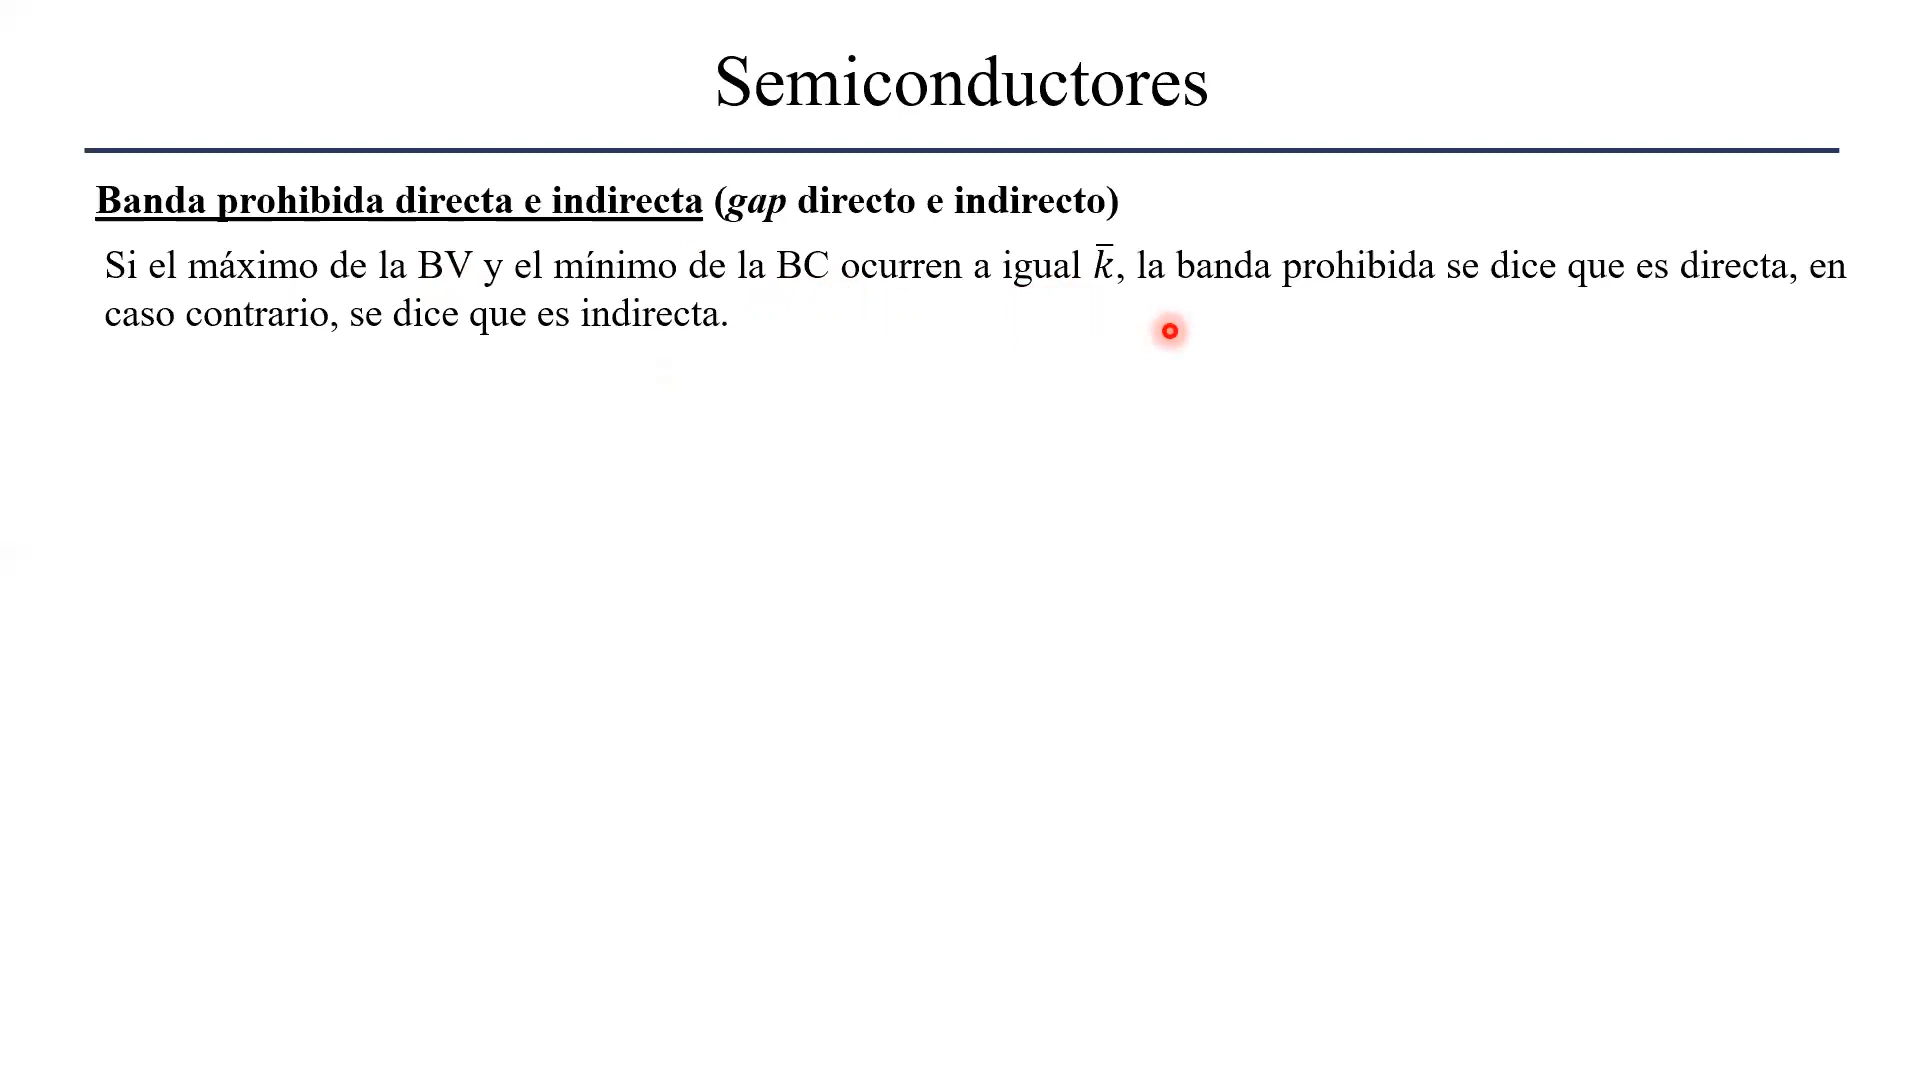 Semiconductores
Banda prohibida directa e indirecta (gap directo e indirecto)
Si el máximo de la BV y el mínimo de la BC ocurren a igual k̅, la banda prohibida se dice que es directa, en
caso contrario, se dice que es indirecta.